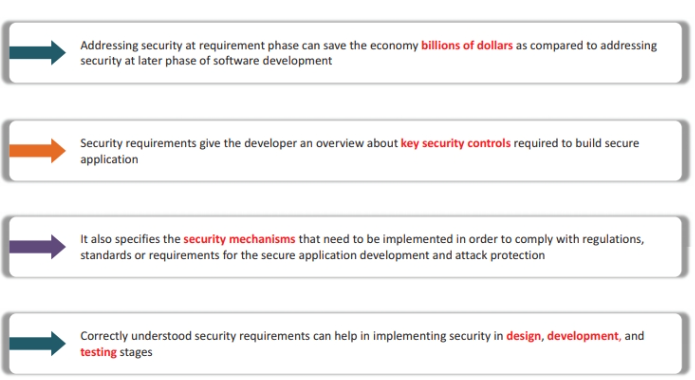 Addressing security at requirement phase can save the economy billions of dollars as compared to addressing
security at later phase of software development
Security requirements give the developer an overview about key security controls required to build secure
application
It also specifies the security mechanisms that need to be implemented in order to comply with regulations,
standards or requirements for the secure application development and attack protection
Correctly understood security requirements can help in implementing security in design, development, and
testing stages